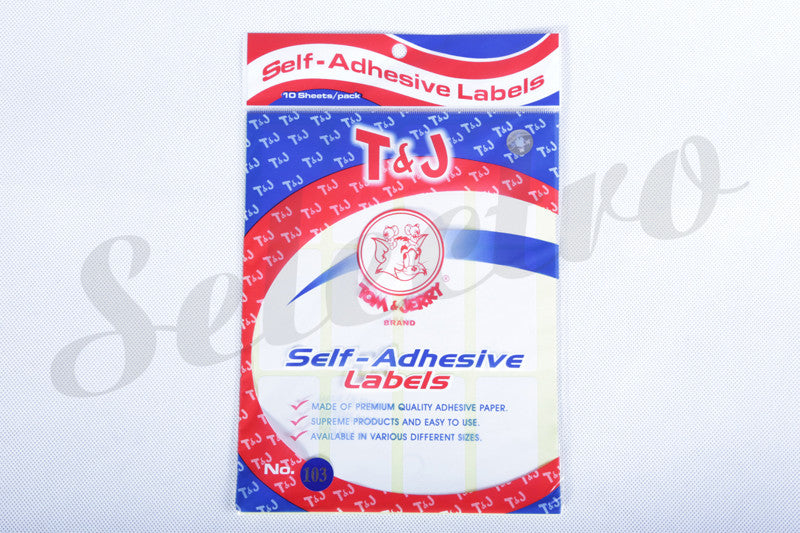 Self-Adhesive Labels
10 Sheets/pack
T&J
TOM & JERRY®
BRAND
Self-Adhesive
Labels
MADE OF PREMIUM QUALITY ADHESIVE PAPER.
SUPREME PRODUCTS AND EASY TO USE.
AVAILABLE IN VARIOUS DIFFERENT SIZES.
No. 103
Selectro